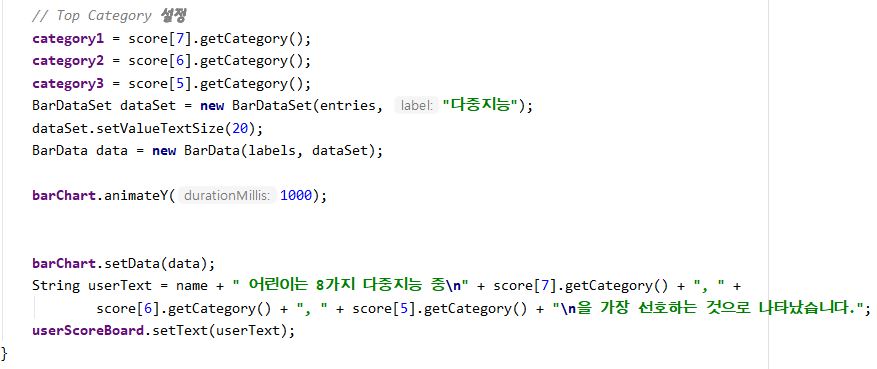 // Top Category 설정
category1 = score[7].getCategory();
category2 = score[6].getCategory();
category3 = score[5].getCategory();
BarDataSet dataSet = new BarDataSet(entries, label: "다중지능");
dataSet.setValueTextSize(20);
BarData data = new BarData(labels, dataSet);
barChart.animateY(durationMillis: 1000);
barChart.setData(data);
String userText = name + " 어린이는 8가지 다중지능 중\n" + score[7].getCategory() + ", " +
score[6].getCategory() + ", " + score[5].getCategory() + "\n을 가장 선호하는 것으로 나타났습니다.";
userScoreBoard.setText(userText);
}